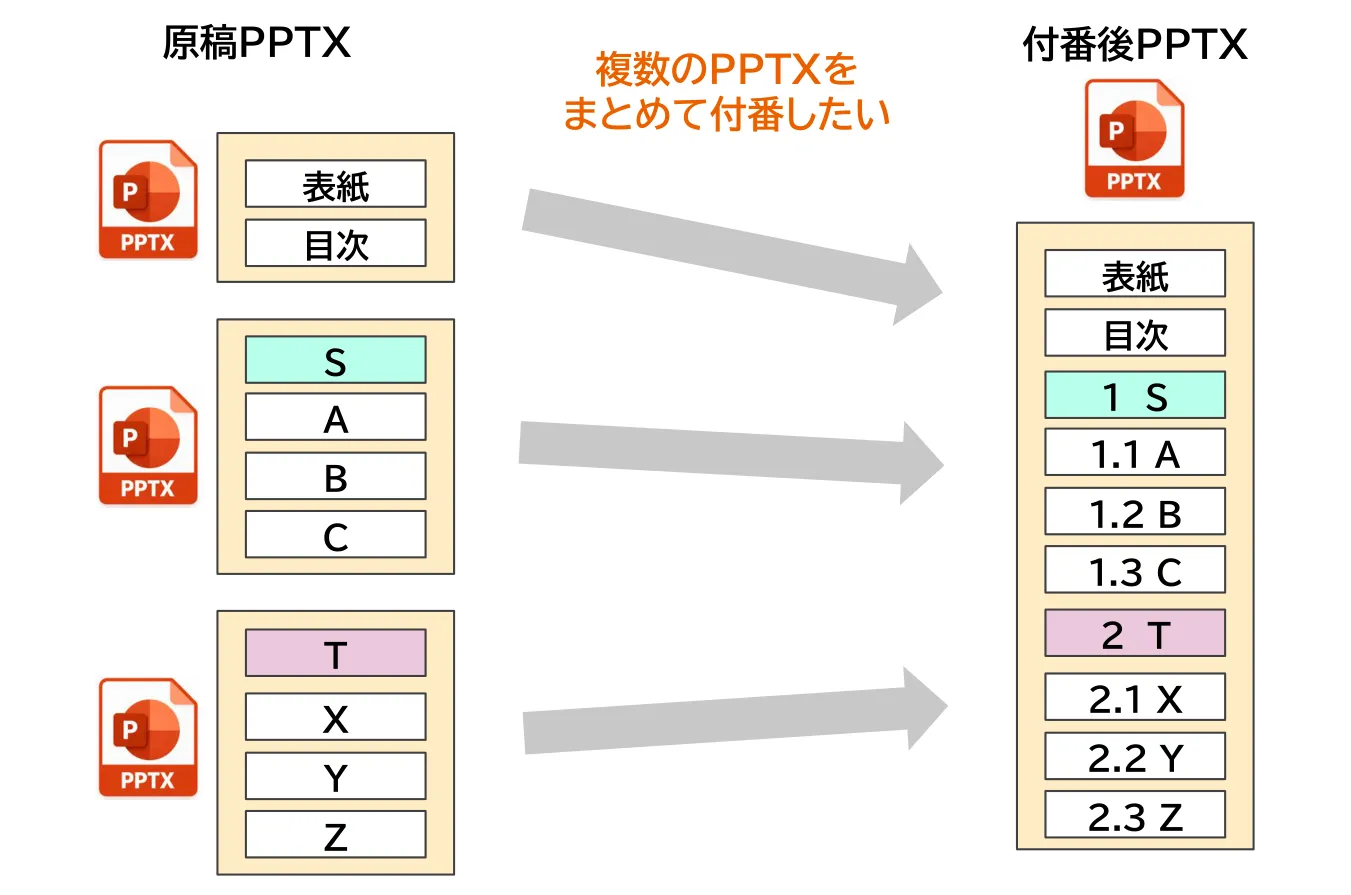 原稿PPTX
複数のPPTXを
まとめて付番したい
付番後PPTX
P
PPTX
表紙
目次
P
PPTX
S
A
B
C
P
PPTX
T
X
Y
Z
P
PPTX
表紙
目次
1 S
1.1 A
1.2 B
1.3 C
2 T
2.1 X
2.2 Y
2.3 Z